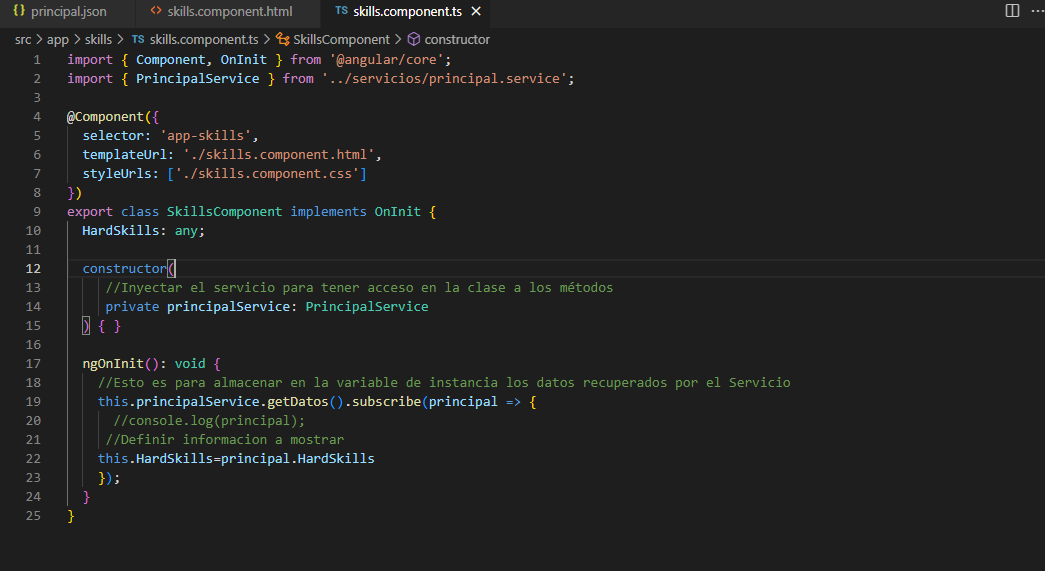 {} principal.json <> skills.component.html TS skills.component.ts ✕ ...
src > app > skills > TS skills.component.ts > SkillsComponent > constructor
1 import { Component, OnInit } from '@angular/core';
2 import { PrincipalService } from '../servicios/principal.service';
3
4 @Component({
5 selector: 'app-skills',
6 templateUrl: './skills.component.html',
7 styleUrls: ['./skills.component.css']
8 })
9 export class SkillsComponent implements OnInit {
10 HardSkills: any;
11
12 constructor(
13 //Inyectar el servicio para tener acceso en la clase a los métodos
14 private principalService: PrincipalService
15 ) { }
16
17 ngOnInit(): void {
18 //Esto es para almacenar en la variable de instancia los datos recuperados por el Servicio
19 this.principalService.getDatos().subscribe(principal => {
20 //console.log(principal);
21 //Definir informacion a mostrar
22 this.HardSkills=principal.HardSkills
23 });
24 }
25 }